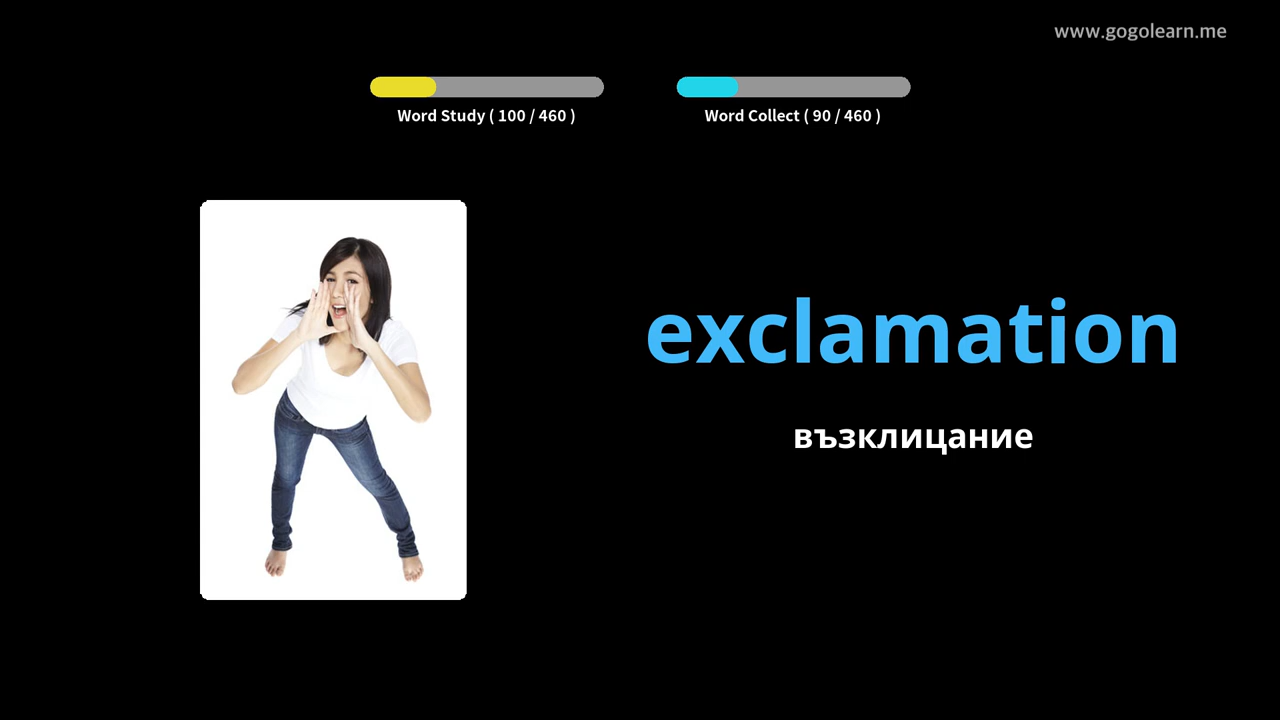 www.gogolearn.me
Word Study ( 100 / 460 )
Word Collect ( 90 / 460 )
exclamation
възклицание